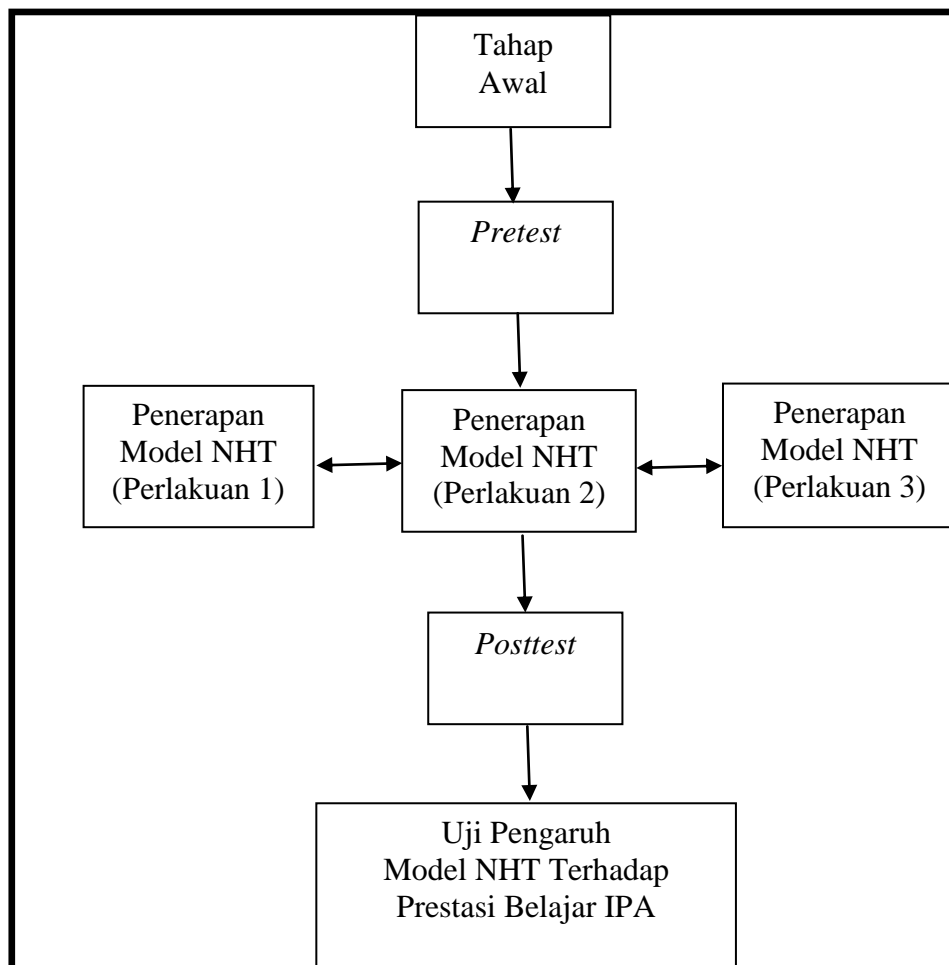 Tahap
Awal
Pretest
Penerapan
Model NHT
(Perlakuan 1)
Penerapan
Model NHT
(Perlakuan 2)
Penerapan
Model NHT
(Perlakuan 3)
Posttest
Uji Pengaruh
Model NHT Terhadap
Prestasi Belajar IPA